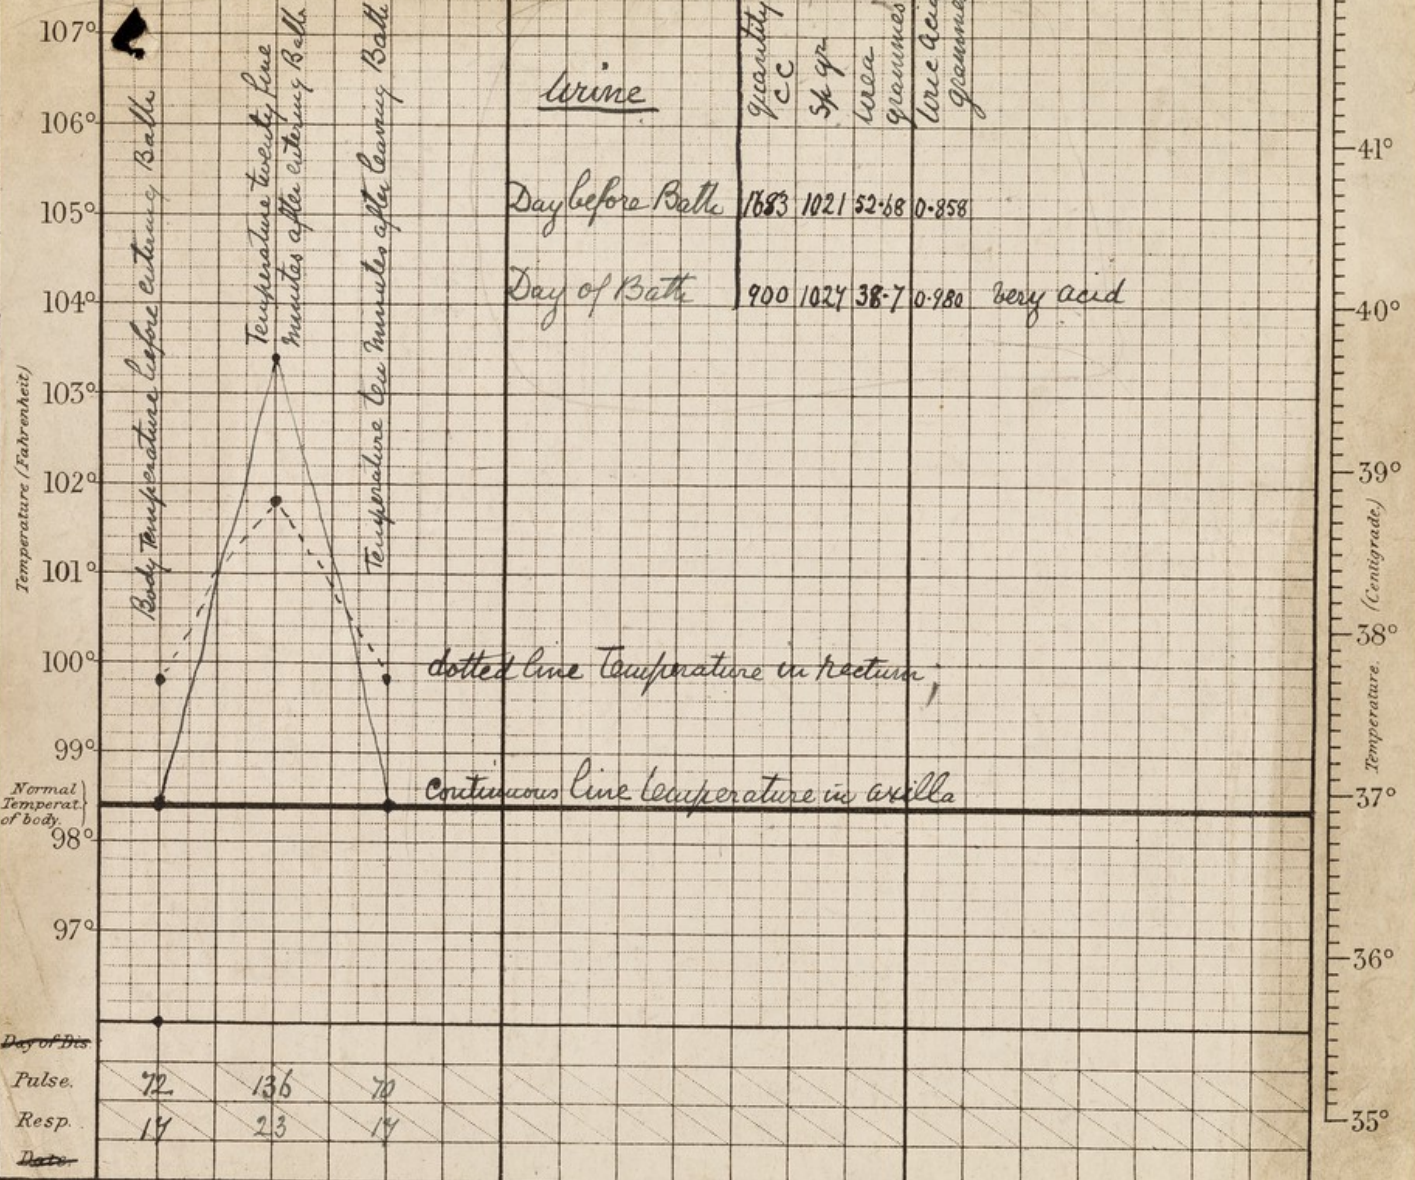 107°
106°
105°
104°
103°
102°
101°
100°
99°
98°
97°
Temperature (Fahrenheit)
Normal
Temperat.
of body.
Body Temperature before entering Bath
Temperature twenty five
minutes after entering Bath
Temperature ten minutes after leaving Bath
Urine
quantity
CC
Sp gr
Urea
grammes
Uric Acid
grammes
Day before Bath 1683 1021 52.68 0.858
Day of Bath 900 1027 38.7 0.980 very acid
dotted line Temperature in rectum,
Continuous line temperature in axilla
41°
40°
39°
38°
37°
36°
35°
Temperature. (Centigrade)
Day of Dis.
Pulse. 72 136 70
Resp. 17 23 17
Date.